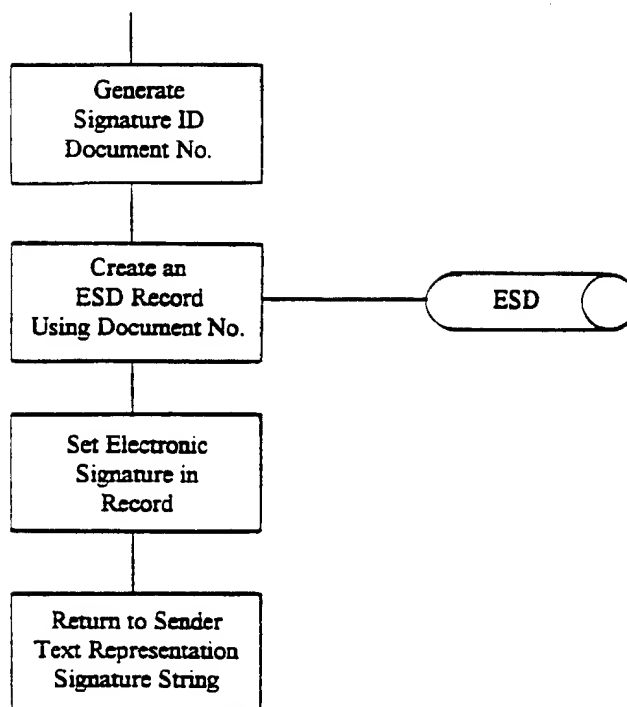 Generate
Signature ID
Document No.
Create an
ESD Record
Using Document No.
ESD
Set Electronic
Signature in
Record
Return to Sender
Text Representation
Signature String